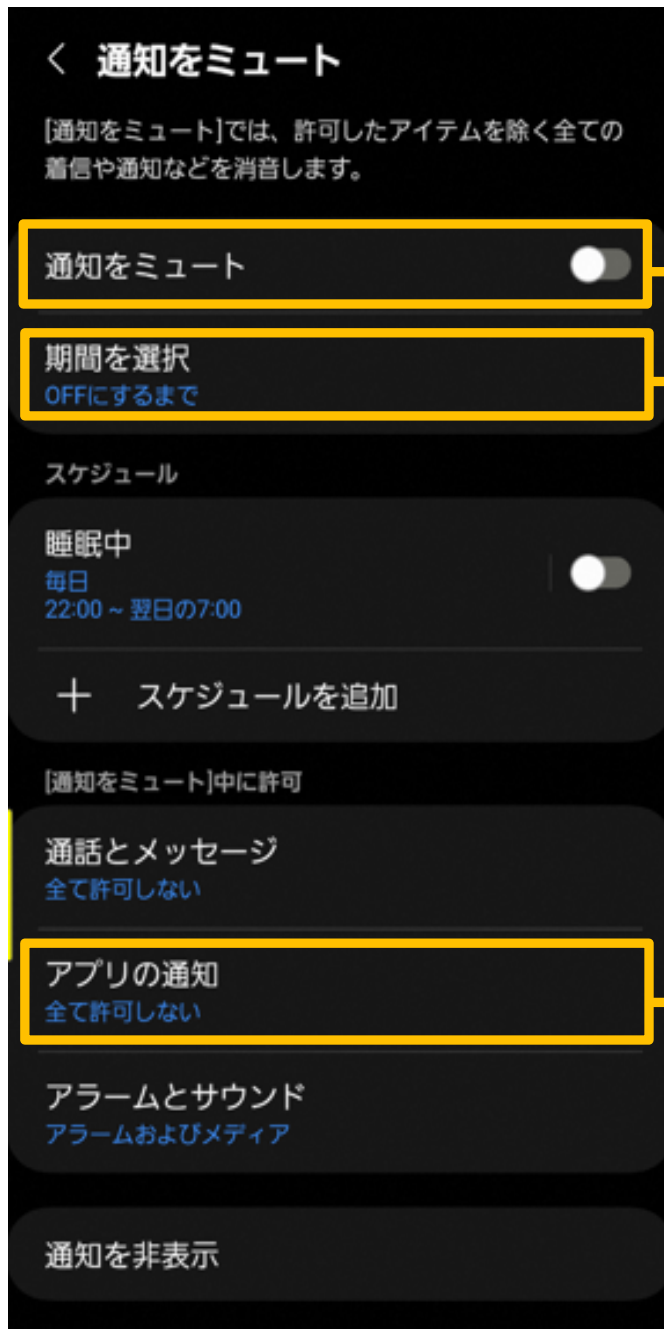 通知をミュート
[通知をミュート]では、許可したアイテムを除く全ての
着信や通知などを消音します。
通知をミュート
期間を選択
OFFにするまで
スケジュール
睡眠中
毎日
22:00 ~ 翌日の7:00
スケジュールを追加
[通知をミュート]中に許可
通話とメッセージ
全て許可しない
アプリの通知
全て許可しない
アラームとサウンド
アラームおよびメディア
通知を非表示